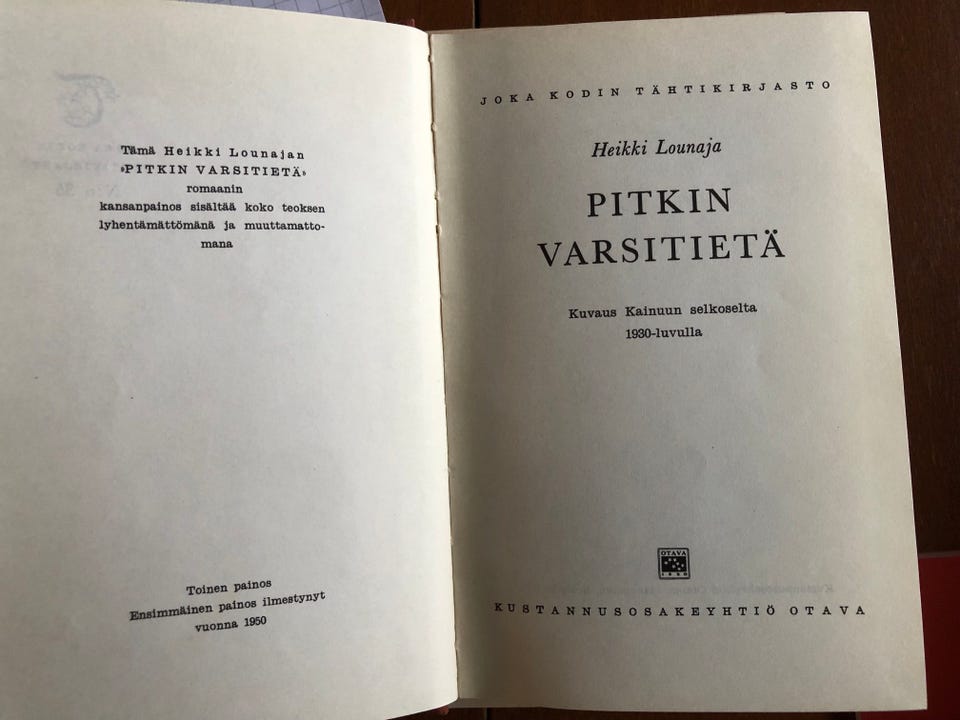 Tämä Heikki Lounajan
»PITKIN VARSITIETÄ»
romaanin
kansanpainos sisältää koko teoksen
lyhentämättömänä ja muuttamatto-
mana
Toinen painos
Ensimmäinen painos ilmestynyt
vuonna 1950
JOKA KODIN TÄHTIKIRJASTO
Heikki Lounaja
PITKIN
VARSITIETÄ
Kuvaus Kainuun selkoselta
1930-luvulla
OTAVA
KUSTANNUSOSAKEYHTIÖ OTAVA